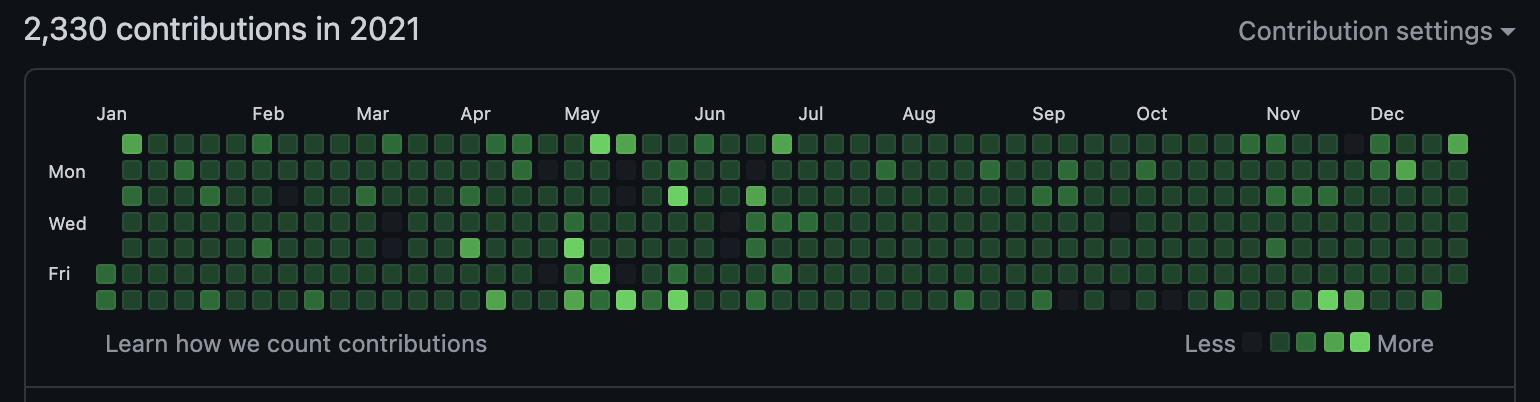 2,330 contributions in 2021
Contribution settings
Jan Feb Mar Apr May Jun Jul Aug Sep Oct Nov Dec
Mon
Wed
Fri
Learn how we count contributions
Less More